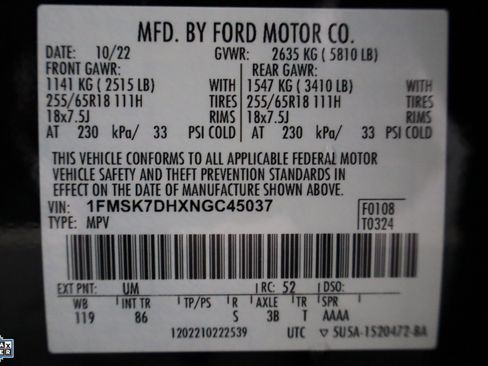 MFD. BY FORD MOTOR CO.
DATE: 10/22 GVWR: 2635 KG (5810 LB)
FRONT GAWR: REAR GAWR:
1141 KG (2515 LB) WITH 1547 KG (3410 LB) WITH
255/65R18 111H TIRES 255/65R18 111H TIRES
18x7.5J RIMS 18x7.5J RIMS
AT 230 kPa/ 33 PSI COLD AT 230 kPa/ 33 PSI COLD
THIS VEHICLE CONFORMS TO ALL APPLICABLE FEDERAL MOTOR
VEHICLE SAFETY AND THEFT PREVENTION STANDARDS IN
EFFECT ON THE DATE OF MANUFACTURE SHOWN ABOVE.
VIN: 1FMSK7DHXNGC45037 F0108
TYPE: MPV T0324
EXT PNT: UM RC: 52 DSO:
WB INT TR TP/PS R AXLE TR SPR
119 86 S 3B T AAAA
1202210222539 UTC ▽ 5U5A-1520472-BA